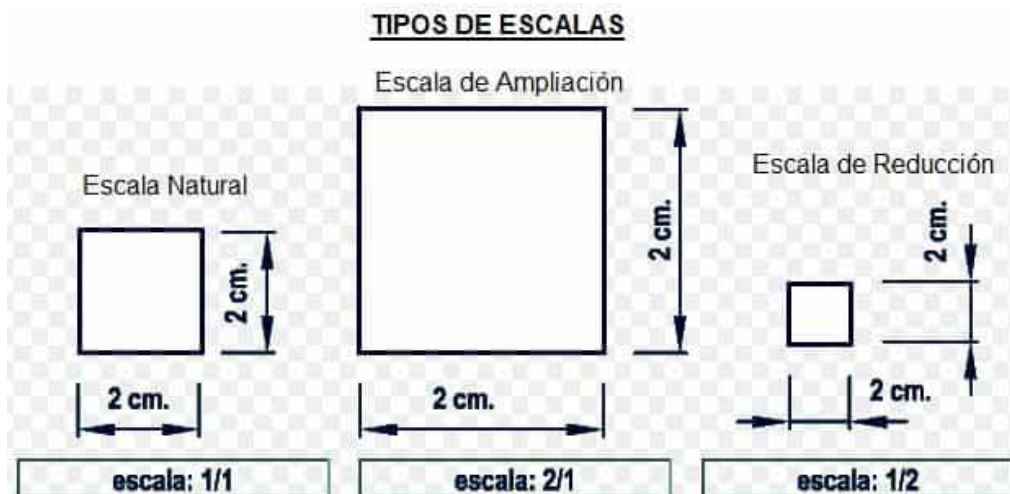 TIPOS DE ESCALAS
Escala de Ampliación
Escala Natural
Escala de Reducción
2 cm.
2 cm.
2 cm.
2 cm.
2 cm.
2 cm.
escala: 1/1
escala: 2/1
escala: 1/2